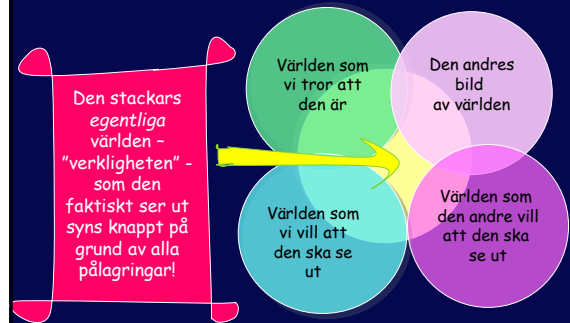 Den stackars
egentliga
världen –
”verkligheten” -
som den
faktiskt ser ut
syns knappt på
grund av alla
pålagringar!
Världen som
vi tror att
den är
Den andres
bild
av världen
Världen som
vi vill att
den ska se
ut
Världen som
den andre vill
att den ska
se ut